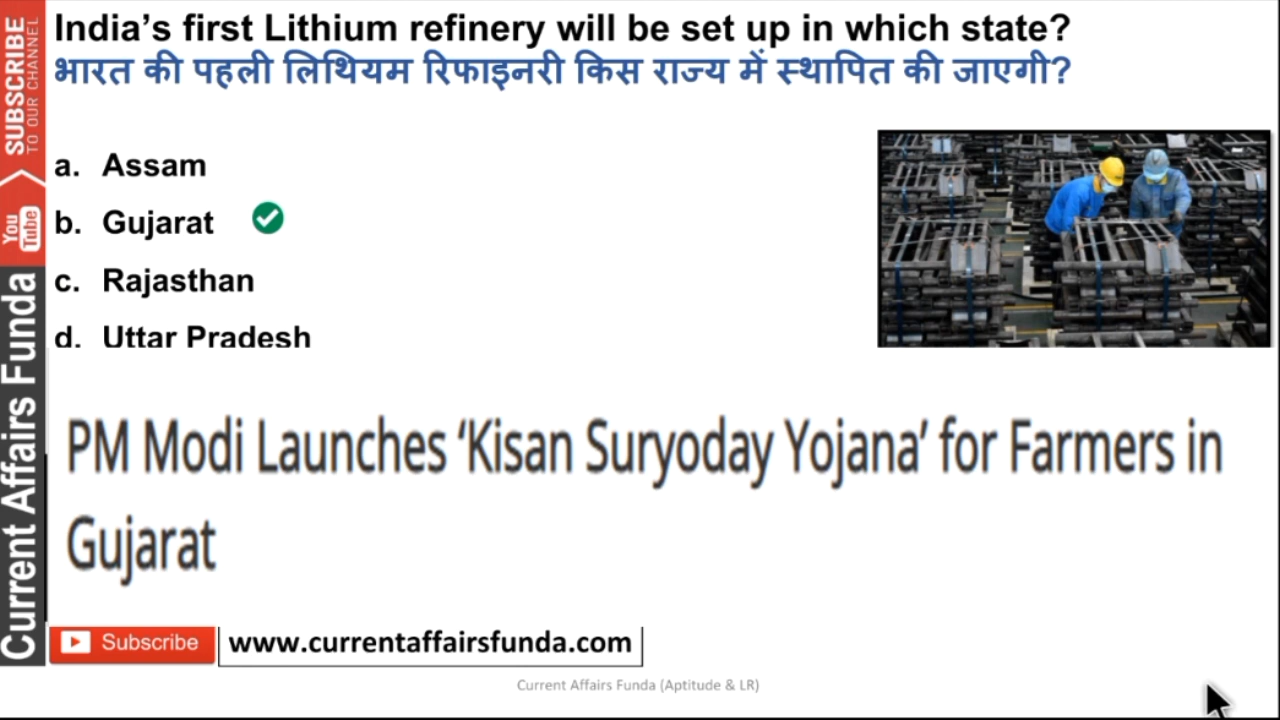 India's first Lithium refinery will be set up in which state?
भारत की पहली लिथियम रिफाइनरी किस राज्य में स्थापित की जाएगी?
a. Assam
b. Gujarat
c. Rajasthan
d. Uttar Pradesh
PM Modi Launches ‘Kisan Suryoday Yojana’ for Farmers in
Gujarat
Subscribe
www.currentaffairsfunda.com
Current Affairs Funda (Aptitude & LR)
SUBSCRIBE
TO OUR CHANNEL
You
Tube
Current Affairs Funda